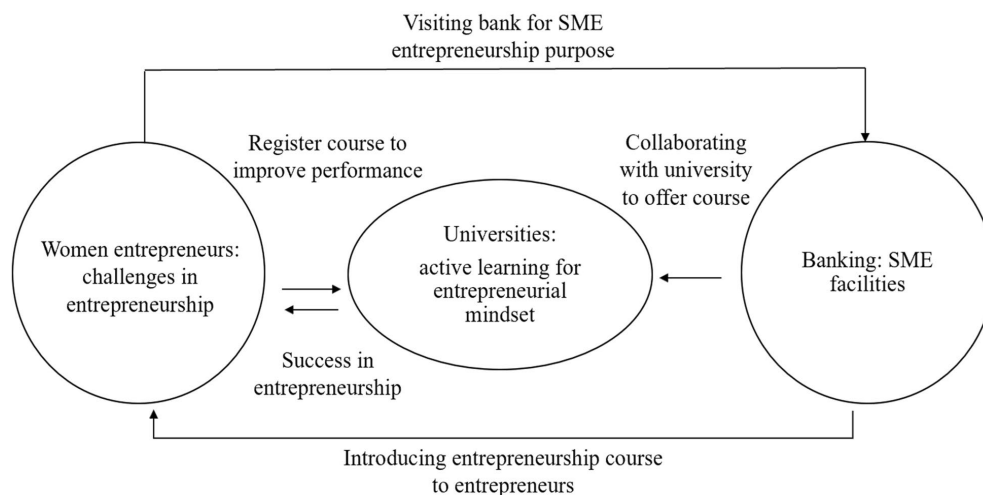 Visiting bank for SME
entrepreneurship purpose
Register course to
improve performance
Collaborating
with university
to offer course
Women entrepreneurs:
challenges in
entrepreneurship
Universities:
active learning for
entrepreneurial
mindset
Banking: SME
facilities
Success in
entrepreneurship
Introducing entrepreneurship course
to entrepreneurs